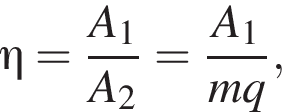 η = A₁/A₂ = A₁/mq,